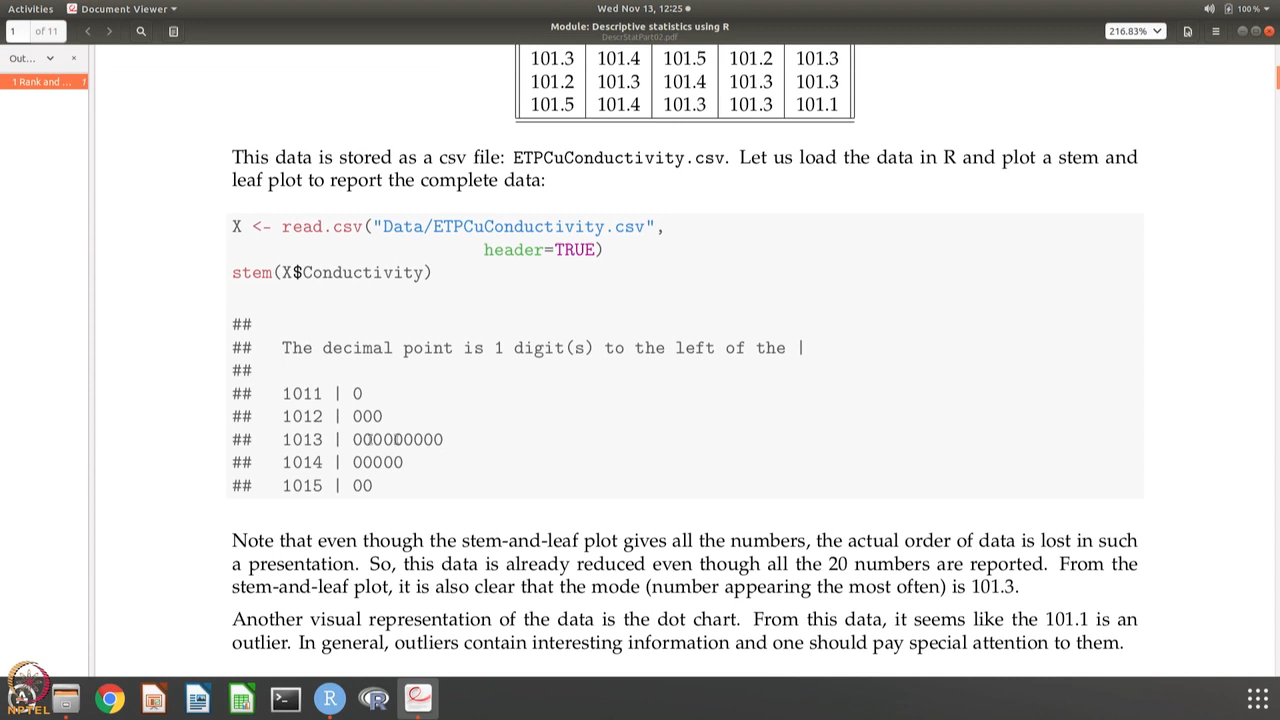 Activities Document Viewer Wed Nov 13, 12:25 100 %
1 of 11 Module: Descriptive statistics using R 216.83%
DescrStatPart02.pdf
Out...
1 Rank and ... 1
101.3 101.4 101.5 101.2 101.3
101.2 101.3 101.4 101.3 101.3
101.5 101.4 101.3 101.3 101.1
This data is stored as a csv file: ETPCuConductivity.csv. Let us load the data in R and plot a stem and
leaf plot to report the complete data:
X <- read.csv("Data/ETPCuConductivity.csv",
header=TRUE)
stem(X$Conductivity)
##
## The decimal point is 1 digit(s) to the left of the |
##
## 1011 | 0
## 1012 | 000
## 1013 | 000000000
## 1014 | 00000
## 1015 | 00
Note that even though the stem-and-leaf plot gives all the numbers, the actual order of data is lost in such
a presentation. So, this data is already reduced even though all the 20 numbers are reported. From the
stem-and-leaf plot, it is also clear that the mode (number appearing the most often) is 101.3.
Another visual representation of the data is the dot chart. From this data, it seems like the 101.1 is an
outlier. In general, outliers contain interesting information and one should pay special attention to them.
NPTEL